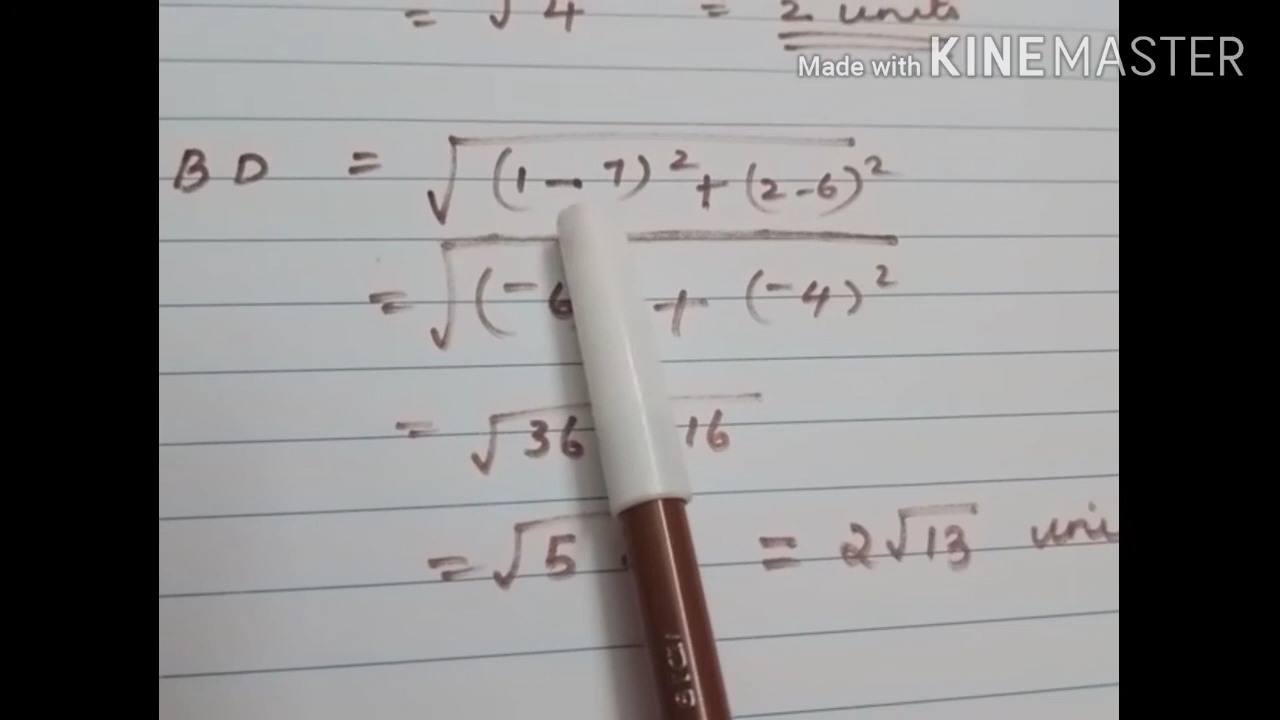 = √4 = 2 units
Made with KINEMASTER
BD = √(1-7)² + (2-6)²
= √(-6 + (-4)²
= √36 16
= √5 = 2√13